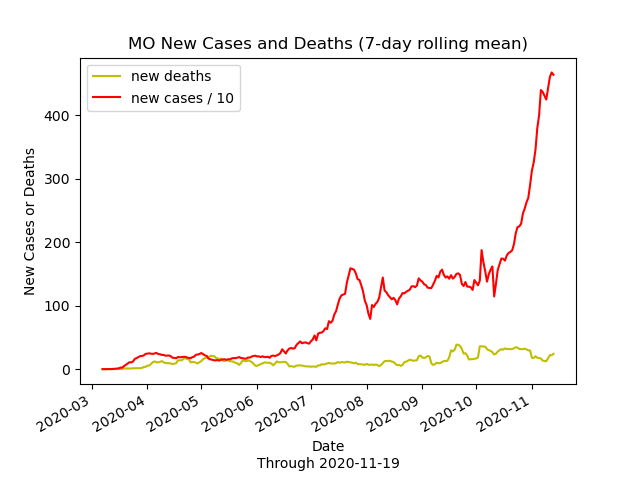 MO New Cases and Deaths (7-day rolling mean)
new deaths
new cases / 10
New Cases or Deaths
400
300
200
100
0
2020-03
2020-04
2020-05
2020-06
2020-07
2020-08
2020-09
2020-10
2020-11
Date
Through 2020-11-19